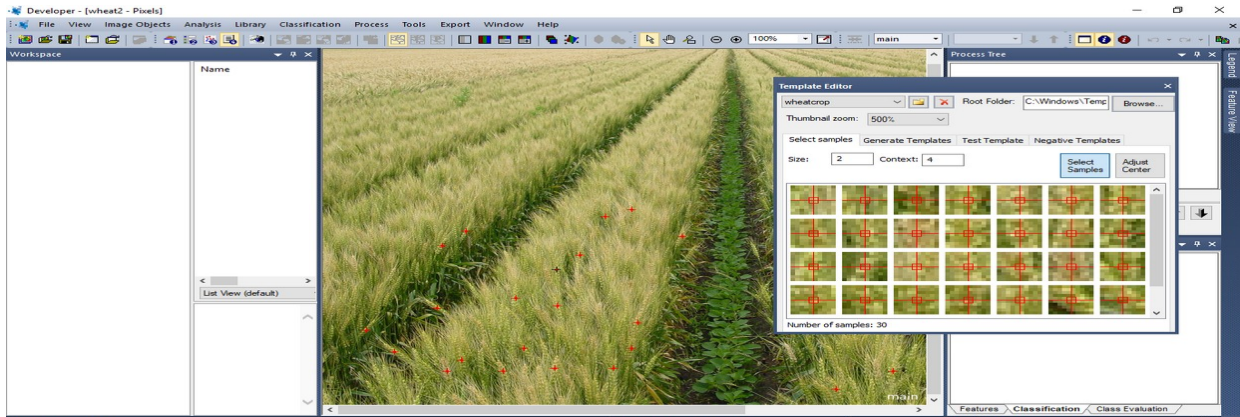 Developer - [wheat2 - Pixels]
File View Image Objects Analysis Library Classification Process Tools Export Window Help
100% main
Workspace
Name
List View (default)
main
Process Tree
Legend
Feature View
Template Editor
wheatcrop Root Folder: C:\Windows\Temp Browse...
Thumbnail zoom: 500%
Select samples Generate Templates Test Template Negative Templates
Size: 2 Context: 4 Select Samples Adjust Center
Number of samples: 30
Features Classification Class Evaluation